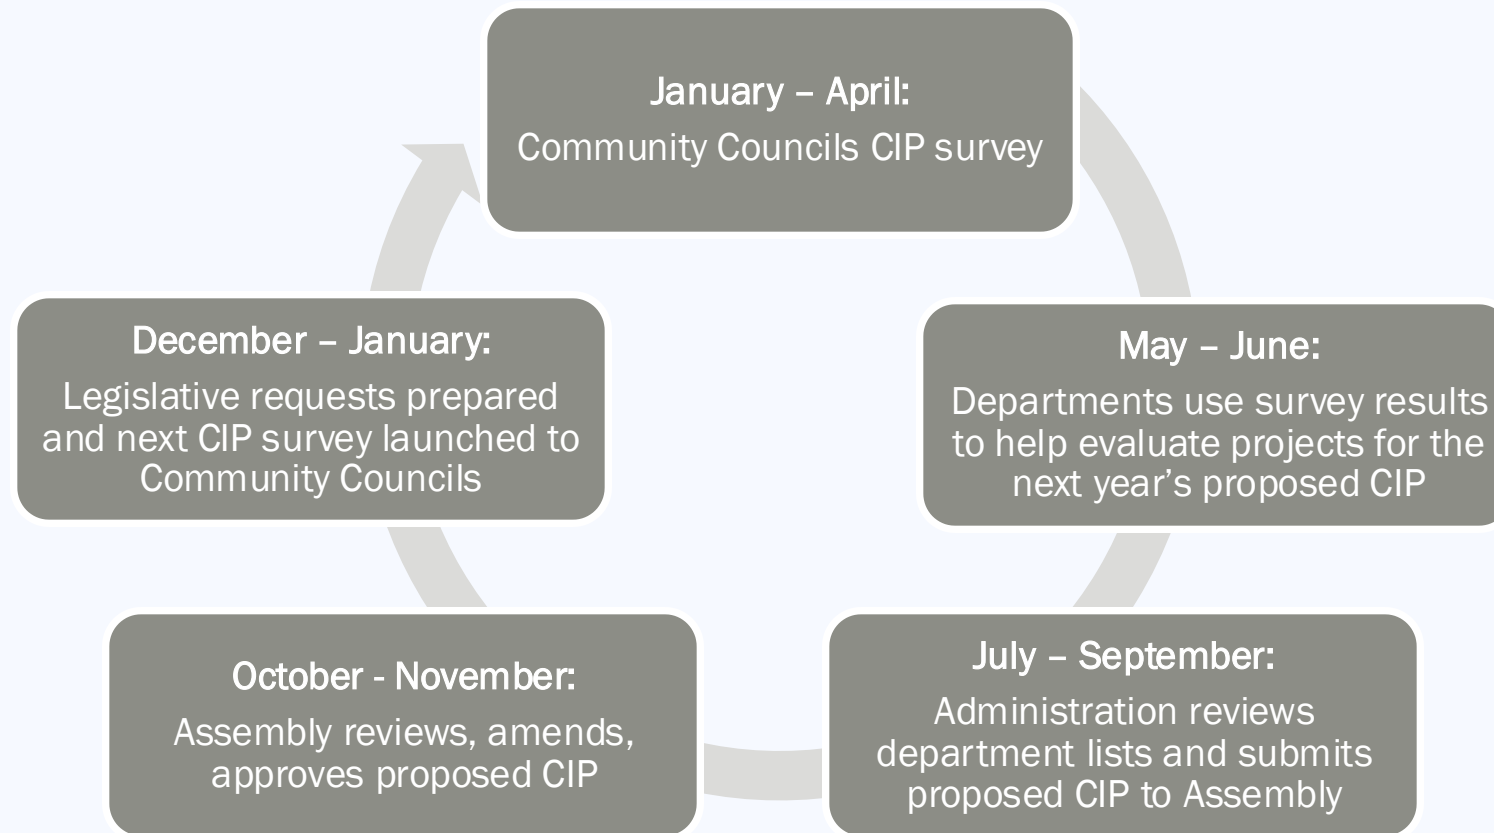 January – April:
Community Councils CIP survey
May – June:
Departments use survey results
to help evaluate projects for the
next year’s proposed CIP
July – September:
Administration reviews
department lists and submits
proposed CIP to Assembly
October - November:
Assembly reviews, amends,
approves proposed CIP
December – January:
Legislative requests prepared
and next CIP survey launched to
Community Councils